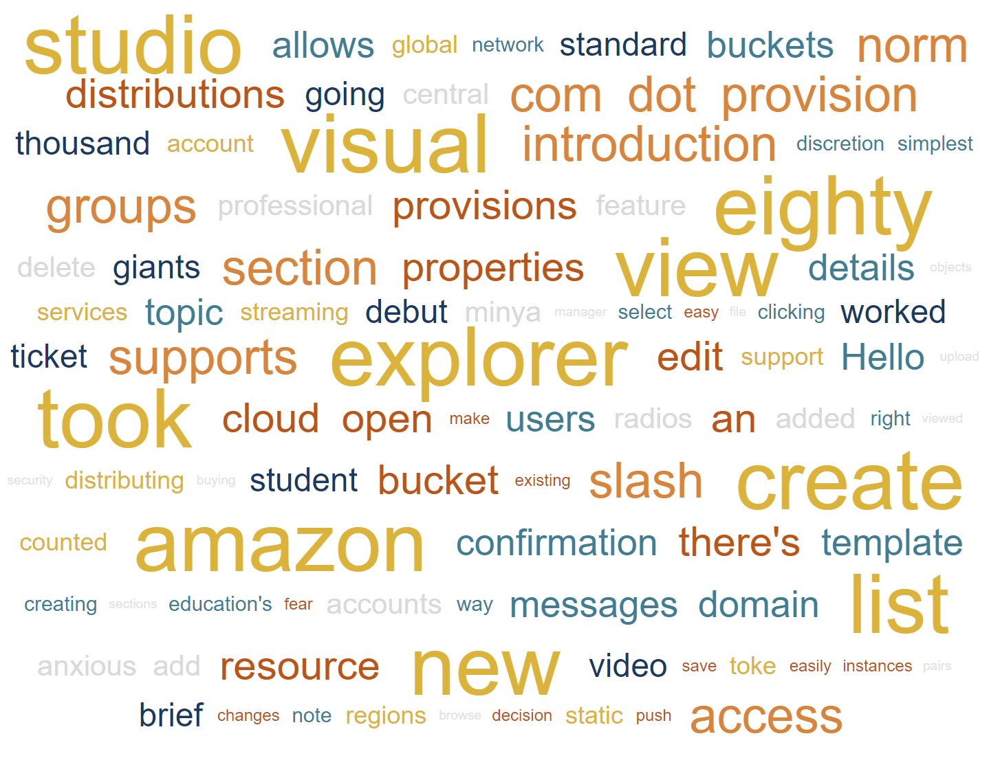 studio allows global network standard buckets norm
distributions going central com dot provision
thousand account visual introduction discretion simplest
groups professional provisions feature eighty
delete giants section properties view details objects
services topic streaming debut minya manager select easy file clicking worked
ticket supports explorer edit support Hello upload
took cloud open make users radios an added right viewed
security distributing buying student bucket existing slash create
counted amazon confirmation there's template
creating sections education's fear accounts way messages domain list
anxious add resource new video save toke easily instances pairs
brief changes note regions browse decision static push access